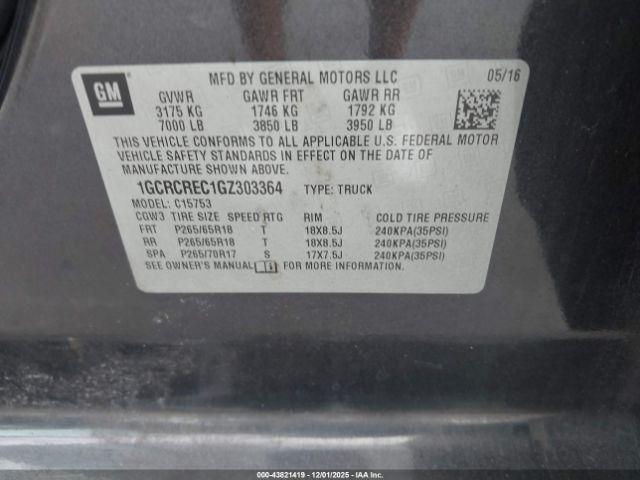 GM
MFD BY GENERAL MOTORS LLC 05/16
GVWR GAWR FRT GAWR RR
3175 KG 1746 KG 1792 KG
7000 LB 3850 LB 3950 LB
THIS VEHICLE CONFORMS TO ALL APPLICABLE U.S. FEDERAL MOTOR
VEHICLE SAFETY STANDARDS IN EFFECT ON THE DATE OF
MANUFACTURE SHOWN ABOVE.
1GCRCREC1GZ303364 TYPE: TRUCK
MODEL: C15753
COW3 TIRE SIZE SPEED RTG RIM COLD TIRE PRESSURE
FRT P265/65R18 T 18X8.5J 240KPA(35PSI)
RR P265/65R18 T 18X8.5J 240KPA(35PSI)
SPA P265/70R17 S 17X7.5J 240KPA(35PSI)
SEE OWNER'S MANUAL FOR MORE INFORMATION.
000-43821419 - 12/01/2025 - IAAI.COM